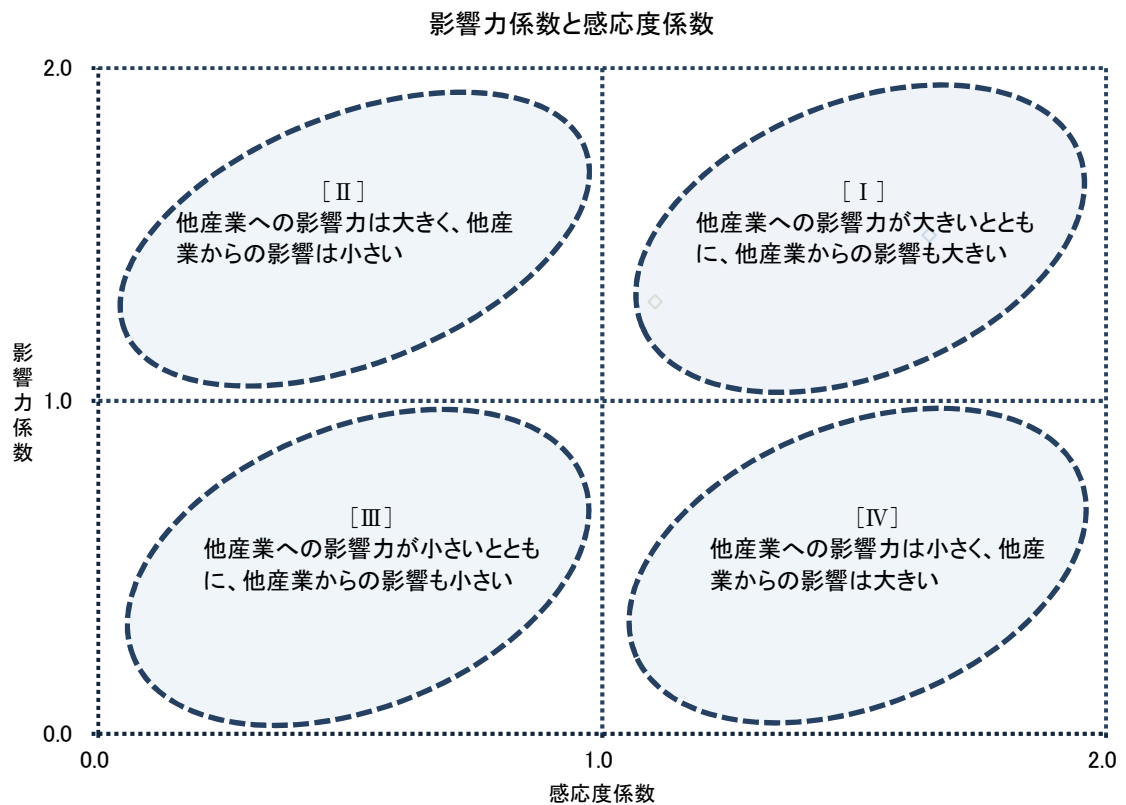 影響力係数と感応度係数
2.0
[Ⅱ]
他産業への影響力は大きく、他産
業からの影響は小さい
[Ⅰ]
他産業への影響力が大きいととも
に、他産業からの影響も大きい
影響力係数
1.0
[Ⅲ]
他産業への影響力が小さいととも
に、他産業からの影響も小さい
[Ⅳ]
他産業への影響力は小さく、他産
業からの影響は大きい
0.0
0.0
1.0
2.0
感応度係数